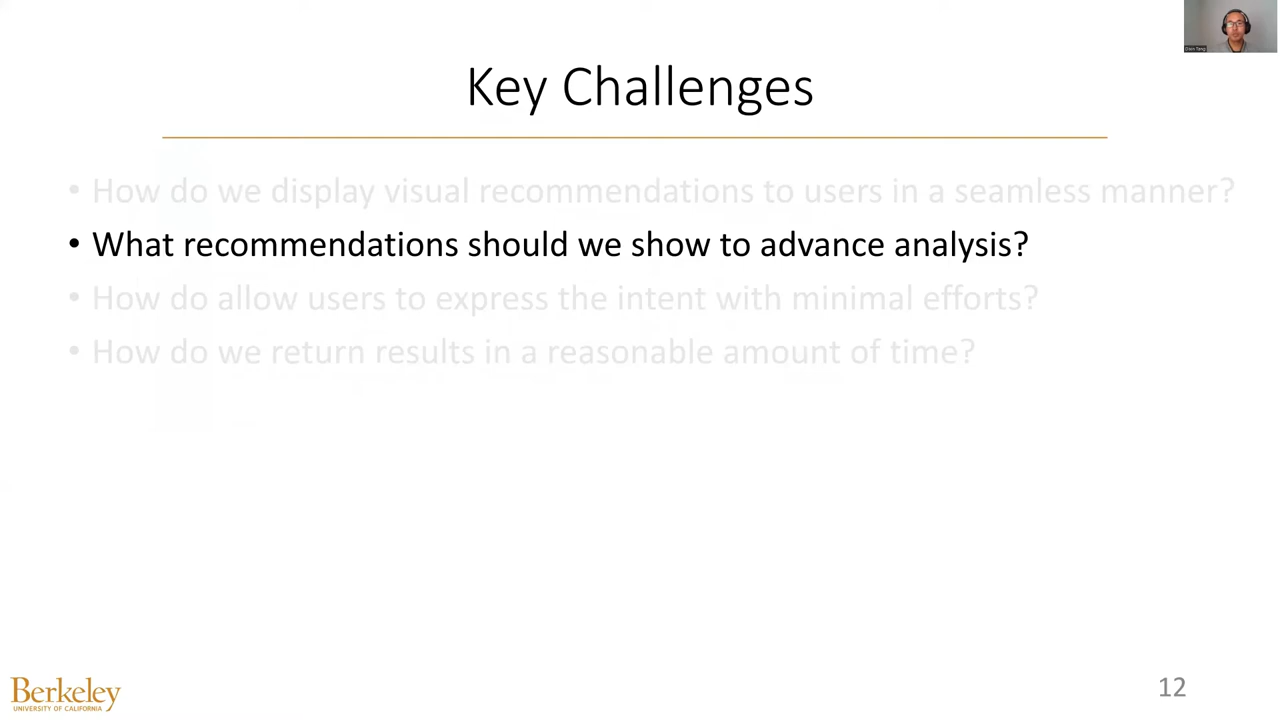 Key Challenges
• How do we display visual recommendations to users in a seamless manner?
• What recommendations should we show to advance analysis?
• How do allow users to express the intent with minimal efforts?
• How do we return results in a reasonable amount of time?
Berkeley
UNIVERSITY OF CALIFORNIA
12